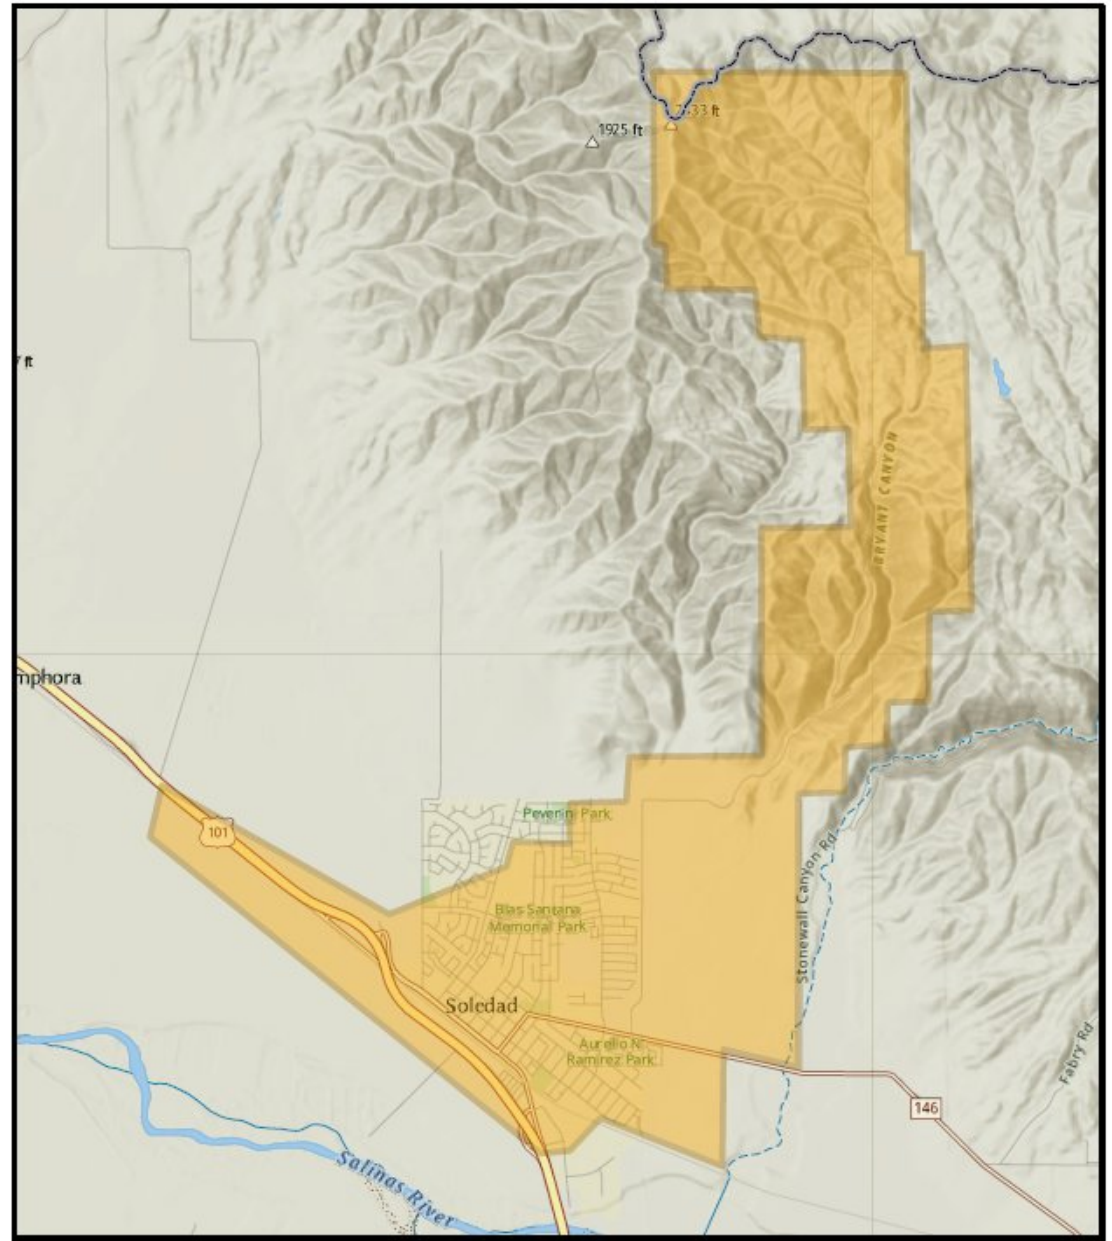 1925 ft
33 ft
ft
BRYANT CANYON
mphora
101
Peverini Park
Stonewall Canyon Rd
Blas Santana
Memorial Park
Soledad
Aurelio N.
Ramirez Park
Fabry Rd
146
Salinas River